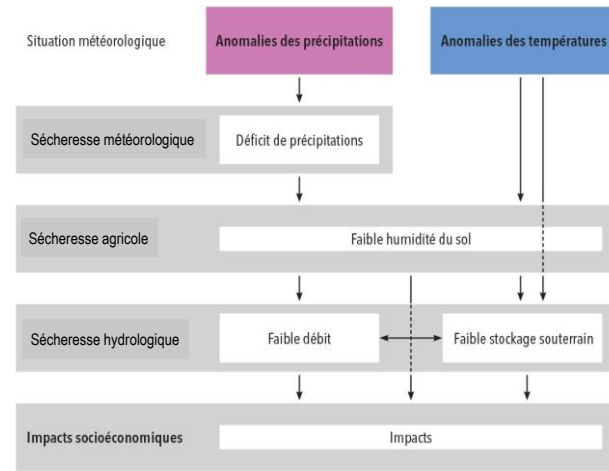 Situation météorologique
Anomalies des précipitations
Anomalies des températures
Sécheresse météorologique
Déficit de précipitations
Sécheresse agricole
Faible humidité du sol
Sécheresse hydrologique
Faible débit
Faible stockage souterrain
Impacts socioéconomiques
Impacts